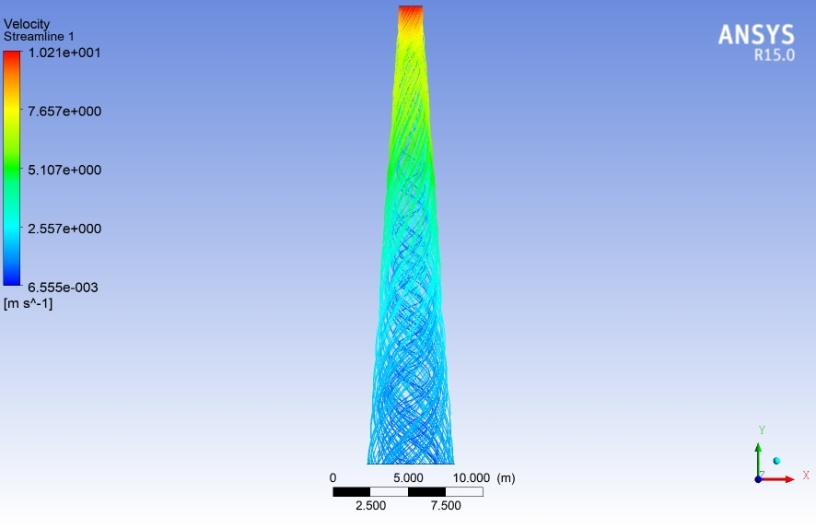 Velocity
Streamline 1
1.021e+001
7.657e+000
5.107e+000
2.557e+000
6.555e-003
[m s^-1]
ANSYS
R15.0
0 5.000 10.000 (m)
2.500 7.500
Y
Z X